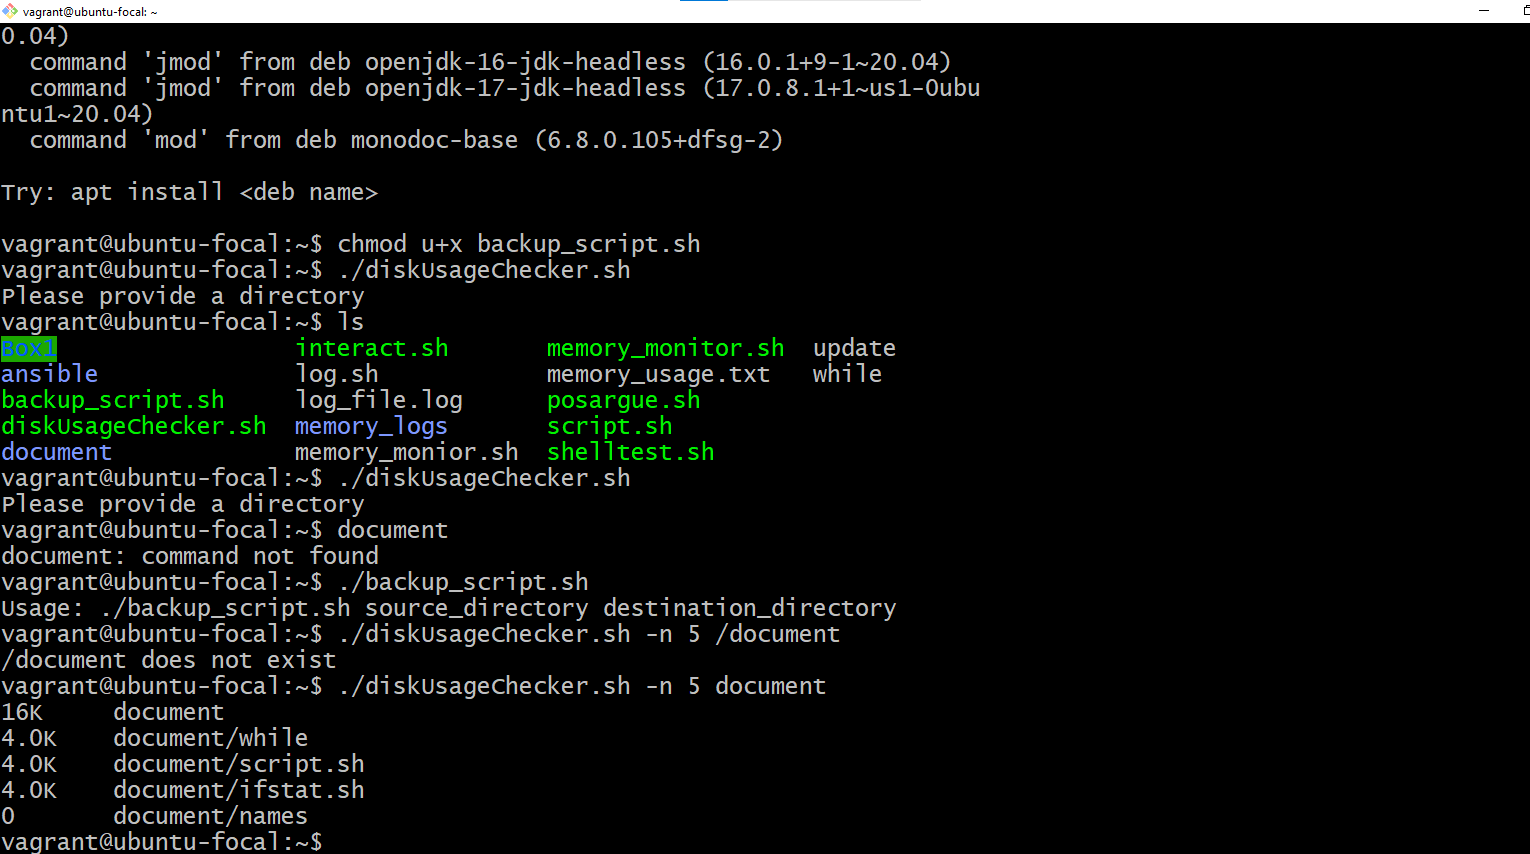 vagrant@ubuntu-focal: ~
0.04)
  command 'jmod' from deb openjdk-16-jdk-headless (16.0.1+9-1~20.04)
  command 'jmod' from deb openjdk-17-jdk-headless (17.0.8.1+1~us1-0ubu
ntu1~20.04)
  command 'mod' from deb monodoc-base (6.8.0.105+dfsg-2)
Try: apt install <deb name>
vagrant@ubuntu-focal:~$ chmod u+x backup_script.sh
vagrant@ubuntu-focal:~$ ./diskUsageChecker.sh
Please provide a directory
vagrant@ubuntu-focal:~$ ls
Box1                 interact.sh       memory_monitor.sh  update
ansible              log.sh            memory_usage.txt   while
backup_script.sh     log_file.log      posargue.sh
diskUsageChecker.sh  memory_logs       script.sh
document             memory_monior.sh  shelltest.sh
vagrant@ubuntu-focal:~$ ./diskUsageChecker.sh
Please provide a directory
vagrant@ubuntu-focal:~$ document
document: command not found
vagrant@ubuntu-focal:~$ ./backup_script.sh
Usage: ./backup_script.sh source_directory destination_directory
vagrant@ubuntu-focal:~$ ./diskUsageChecker.sh -n 5 /document
/document does not exist
vagrant@ubuntu-focal:~$ ./diskUsageChecker.sh -n 5 document
16K     document
4.0K    document/while
4.0K    document/script.sh
4.0K    document/ifstat.sh
0       document/names
vagrant@ubuntu-focal:~$